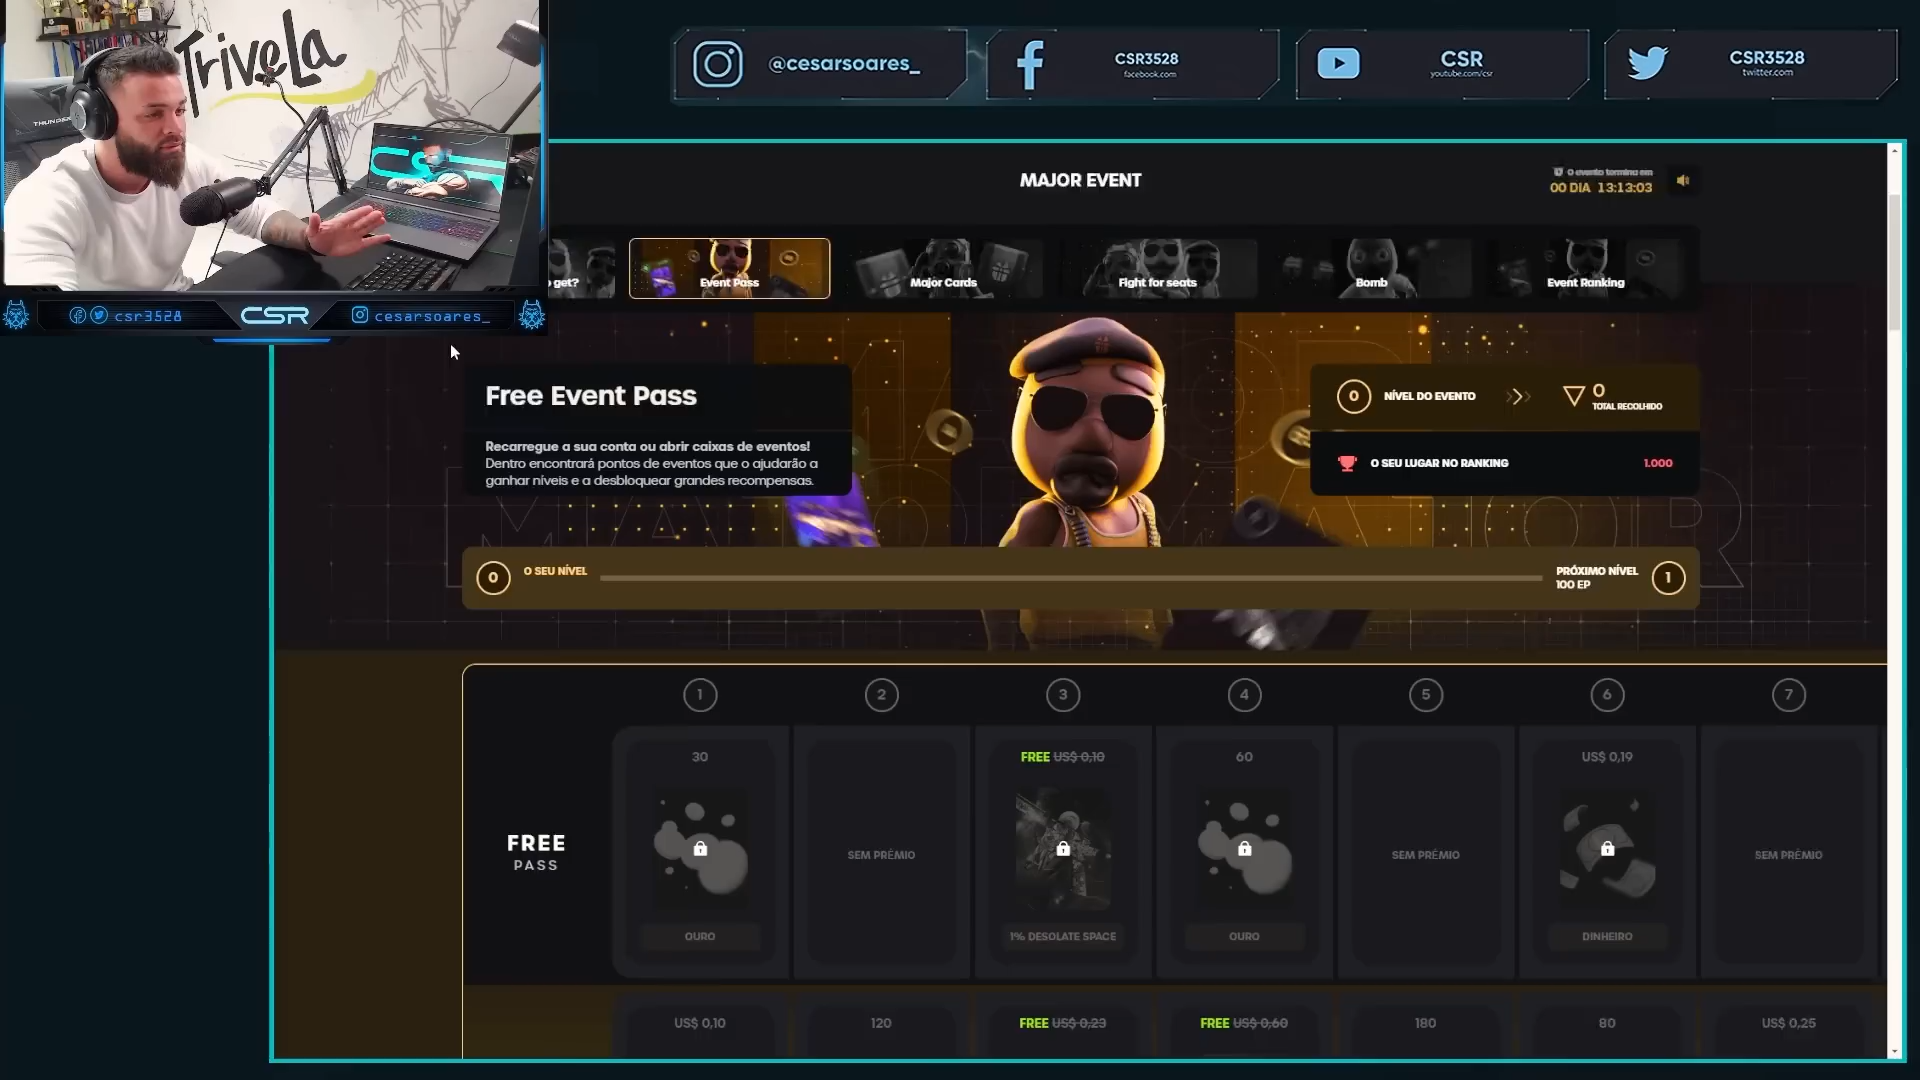 Trivela
THUNDER
@cesarsoares_
CSR3528
facebook.com
CSR
youtube.com/csr
CSR3528
twitter.com
csr3528
CSR
cesarsoares_
MAJOR EVENT
O evento termina em
00 DIA 13:13:03
o get?
Event Pass
Major Cards
Fight for seats
Bomb
Event Ranking
Free Event Pass
Recarregue a sua conta ou abrir caixas de eventos!
Dentro encontrará pontos de eventos que o ajudarão a
ganhar níveis e a desbloquear grandes recompensas.
0 NÍVEL DO EVENTO
0
TOTAL RECOLHIDO
O SEU LUGAR NO RANKING 1.000
0 O SEU NÍVEL
PRÓXIMO NÍVEL
100 EP
1
1 2 3 4 5 6 7
FREE
PASS
30
OURO
SEM PRÉMIO
FREE US$ 0,10
1% DESOLATE SPACE
60
OURO
SEM PRÉMIO
US$ 0,19
DINHEIRO
SEM PRÉMIO
US$ 0,10
120
FREE US$ 0,23
FREE US$ 0,60
180
80
US$ 0,25